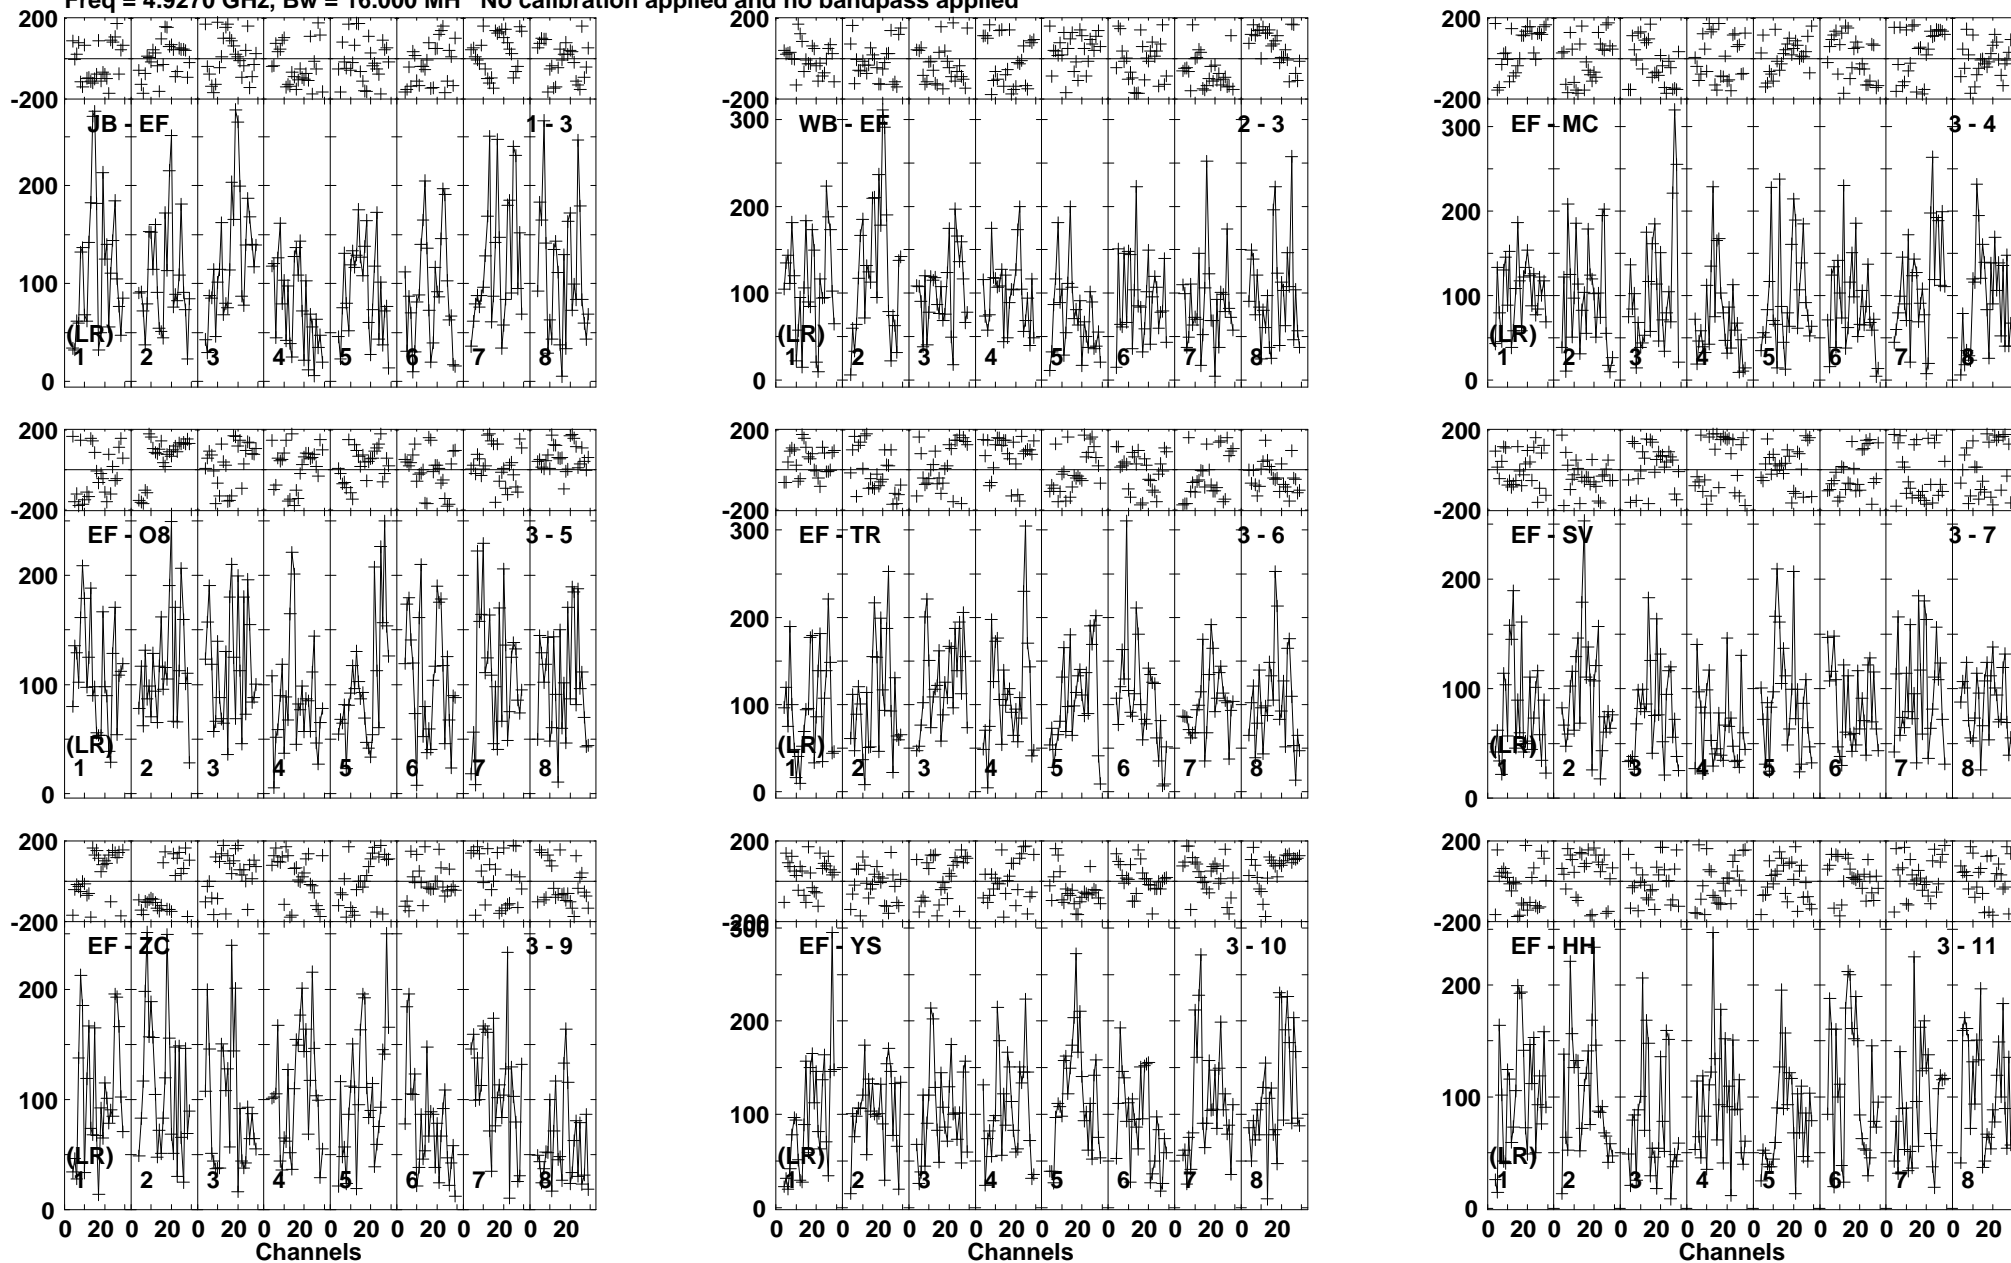 Freq = 4.9270 GHz, Bw = 16.000 MH No calibration applied and no bandpass applied
200 200 200
-200 -200 -200
JB - EF 1 - 3 WB - EF 2 - 3 EF - MC 3 - 4
300 300
200 200 200
100 100 100
(LR) (LR) (LR)
1 2 3 4 5 6 7 8 1 2 3 4 5 6 7 8 1 2 3 4 5 6 7 8
0 0 0
200 200 200
-200 -200 -200
EF - O8 3 - 5 EF - TR 3 - 6 EF - SV 3 - 7
300
200 200 200
100 100 100
(LR) (LR) (LR)
1 2 3 4 5 6 7 8 1 2 3 4 5 6 7 8 1 2 3 4 5 6 7 8
0 0 0
200 200 200
-200 -200 -200
300
EF - ZC 3 - 9 EF - YS 3 - 10 EF - HH 3 - 11
200 200 200
100 100 100
(LR) (LR) (LR)
1 2 3 4 5 6 7 8 1 2 3 4 5 6 7 8 1 2 3 4 5 6 7 8
0 0 0
0 20 0 20 0 20 0 20 0 20 0 20 0 20 0 20 0 20 0 20 0 20 0 20 0 20 0 20 0 20 0 20 0 20 0 20 0 20 0 20 0 20 0 20 0 20 0 20
Channels Channels Channels